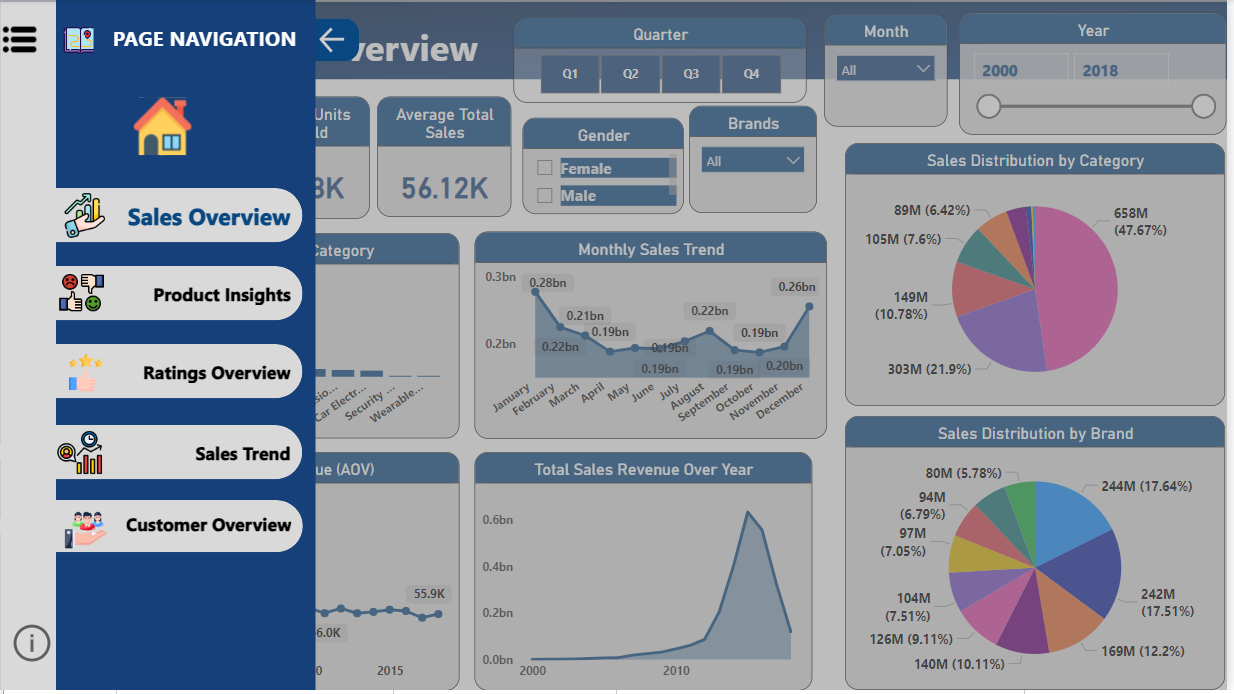 PAGE NAVIGATION
Sales Overview
Product Insights
Ratings Overview
Sales Trend
Customer Overview
i
verview
Quarter
Q1
Q2
Q3
Q4
Month
All
Year
2000
2018
Units
ld
8K
Average Total
Sales
56.12K
Gender
Female
Male
Brands
All
Category
sio...
Car Electr...
Security ...
Wearable...
Monthly Sales Trend
0.3bn
0.2bn
0.28bn
0.22bn
0.21bn
0.19bn
0.19bn
0.19bn
0.22bn
0.19bn
0.19bn
0.20bn
0.26bn
January
February
March
April
May
June
July
August
September
October
November
December
Sales Distribution by Category
658M
(47.67%)
303M (21.9%)
149M
(10.78%)
105M (7.6%)
89M (6.42%)
ue (AOV)
55.9K
6.0K
0
2015
Total Sales Revenue Over Year
0.6bn
0.4bn
0.2bn
0.0bn
2000
2010
Sales Distribution by Brand
244M (17.64%)
242M
(17.51%)
169M (12.2%)
140M (10.11%)
126M (9.11%)
104M
(7.51%)
97M
(7.05%)
94M
(6.79%)
80M (5.78%)